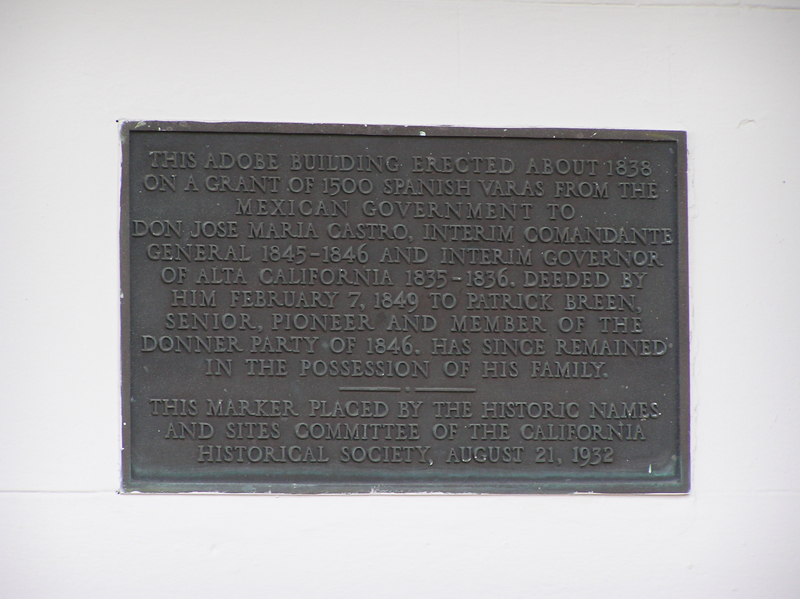 THIS ADOBE BUILDING ERECTED ABOUT 1838
ON A GRANT OF 1500 SPANISH VARAS FROM THE
MEXICAN GOVERNMENT TO
DON JOSE MARIA CASTRO, INTERIM COMANDANTE
GENERAL 1845-1846 AND INTERIM GOVERNOR
OF ALTA CALIFORNIA 1835-1836. DEEDED BY
HIM FEBRUARY 7, 1849 TO PATRICK BREEN,
SENIOR, PIONEER AND MEMBER OF THE
DONNER PARTY OF 1846. HAS SINCE REMAINED
IN THE POSSESSION OF HIS FAMILY.
THIS MARKER PLACED BY THE HISTORIC NAMES
AND SITES COMMITTEE OF THE CALIFORNIA
HISTORICAL SOCIETY, AUGUST 21, 1932